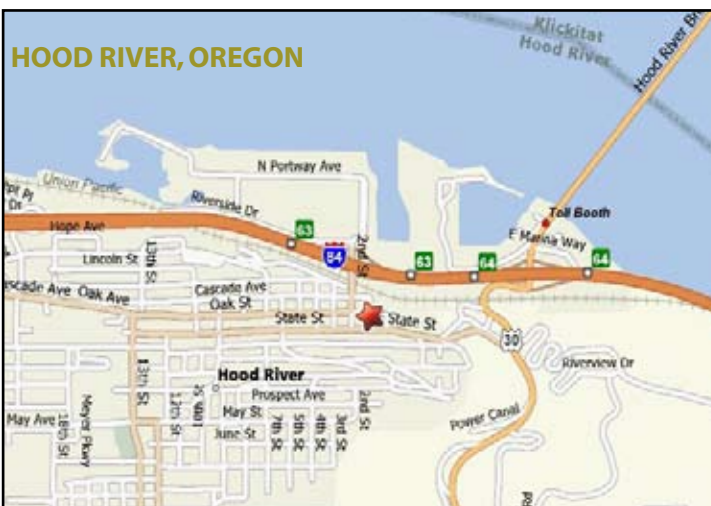 HOOD RIVER, OREGON
Klickitat
Hood River
Hood River Br
N Portway Ave
Union Pacific
Riverside Dr
Dr
Toll Booth
Hope Ave
63
2nd St
E Marina Way
84
63
64
64
Lincoln St
13th St
Cascade Ave
Oak Ave
Cascade Ave
Oak St
State St
State St
30
Riverview Dr
Hood River
13th St
12th St
Prospect Ave
May Ave
18th St
Meyer Pkwy
May St
June St
7th St
5th St
4th St
3rd St
2nd St
Power Canal